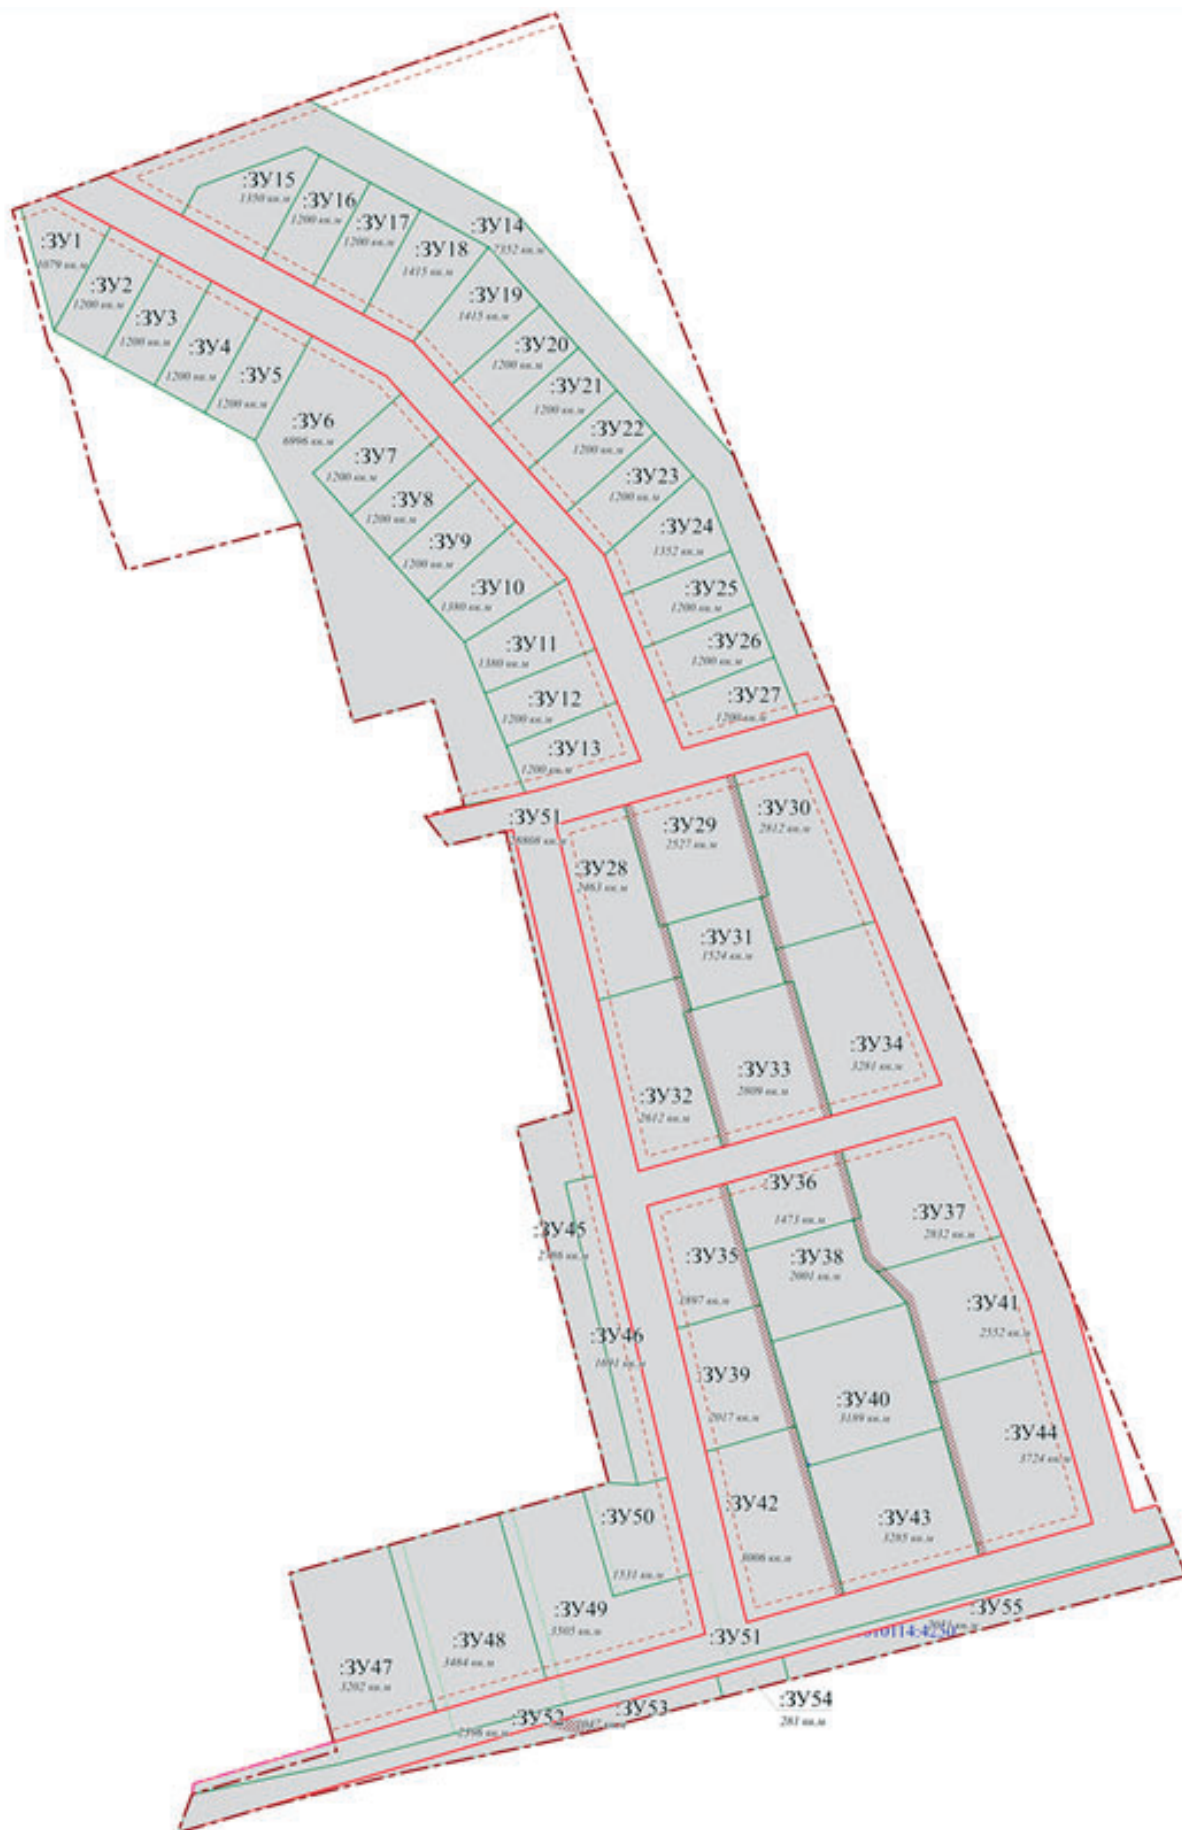 :ЗУ15
1350 кв.м
:ЗУ16
1200 кв.м
:ЗУ17
1200 кв.м
:ЗУ14
7352 кв.м
:ЗУ18
1415 кв.м
:ЗУ1
1079 кв.м
:ЗУ2
1200 кв.м
:ЗУ3
1200 кв.м
:ЗУ4
1200 кв.м
:ЗУ5
1200 кв.м
:ЗУ19
1415 кв.м
:ЗУ20
1200 кв.м
:ЗУ21
1200 кв.м
:ЗУ22
1200 кв.м
:ЗУ23
1200 кв.м
:ЗУ6
6996 кв.м
:ЗУ7
1200 кв.м
:ЗУ8
1200 кв.м
:ЗУ9
1200 кв.м
:ЗУ10
1380 кв.м
:ЗУ24
1352 кв.м
:ЗУ25
1200 кв.м
:ЗУ26
1200 кв.м
:ЗУ27
1200 кв.м
:ЗУ11
1380 кв.м
:ЗУ12
1200 кв.м
:ЗУ13
1200 кв.м
:ЗУ51
:ЗУ29
2527 кв.м
:ЗУ30
2812 кв.м
:ЗУ28
2463 кв.м
:ЗУ31
1524 кв.м
:ЗУ34
3281 кв.м
:ЗУ33
2809 кв.м
:ЗУ32
2612 кв.м
:ЗУ36
1473 кв.м
:ЗУ37
2832 кв.м
:ЗУ45
:ЗУ35
1897 кв.м
:ЗУ38
2001 кв.м
:ЗУ41
2552 кв.м
:ЗУ46
1691 кв.м
:ЗУ39
2017 кв.м
:ЗУ40
3189 кв.м
:ЗУ44
3724 кв.м
:ЗУ42
3006 кв.м
:ЗУ43
3285 кв.м
:ЗУ50
1531 кв.м
:ЗУ49
3505 кв.м
:ЗУ48
3484 кв.м
:ЗУ47
3202 кв.м
:ЗУ51
:ЗУ55
:ЗУ52
2396 кв.м
:ЗУ53
:ЗУ54
281 кв.м